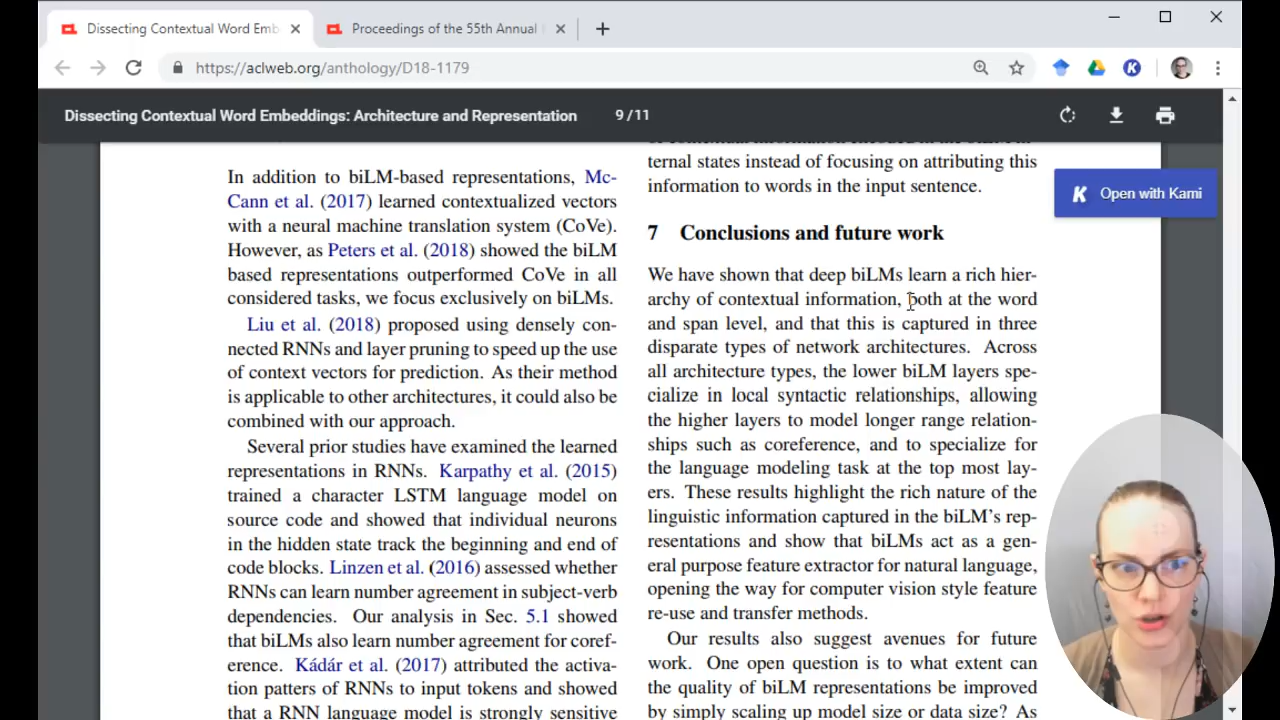 Dissecting Contextual Word Emb
Proceedings of the 55th Annual
https://aclweb.org/anthology/D18-1179
Dissecting Contextual Word Embeddings: Architecture and Representation
9 / 11
Open with Kami
In addition to biLM-based representations, Mc-
Cann et al. (2017) learned contextualized vectors
with a neural machine translation system (CoVe).
However, as Peters et al. (2018) showed the biLM
based representations outperformed CoVe in all
considered tasks, we focus exclusively on biLMs.
Liu et al. (2018) proposed using densely con-
nected RNNs and layer pruning to speed up the use
of context vectors for prediction. As their method
is applicable to other architectures, it could also be
combined with our approach.
Several prior studies have examined the learned
representations in RNNs. Karpathy et al. (2015)
trained a character LSTM language model on
source code and showed that individual neurons
in the hidden state track the beginning and end of
code blocks. Linzen et al. (2016) assessed whether
RNNs can learn number agreement in subject-verb
dependencies. Our analysis in Sec. 5.1 showed
that biLMs also learn number agreement for coref-
erence. Kádár et al. (2017) attributed the activa-
tion patters of RNNs to input tokens and showed
that a RNN language model is strongly sensitive
ternal states instead of focusing on attributing this
information to words in the input sentence.
7 Conclusions and future work
We have shown that deep biLMs learn a rich hier-
archy of contextual information, both at the word
and span level, and that this is captured in three
disparate types of network architectures. Across
all architecture types, the lower biLM layers spe-
cialize in local syntactic relationships, allowing
the higher layers to model longer range relation-
ships such as coreference, and to specialize for
the language modeling task at the top most lay-
ers. These results highlight the rich nature of the
linguistic information captured in the biLM's rep-
resentations and show that biLMs act as a gen-
eral purpose feature extractor for natural language,
opening the way for computer vision style feature
re-use and transfer methods.
Our results also suggest avenues for future
work. One open question is to what extent can
the quality of biLM representations be improved
by simply scaling up model size or data size? As